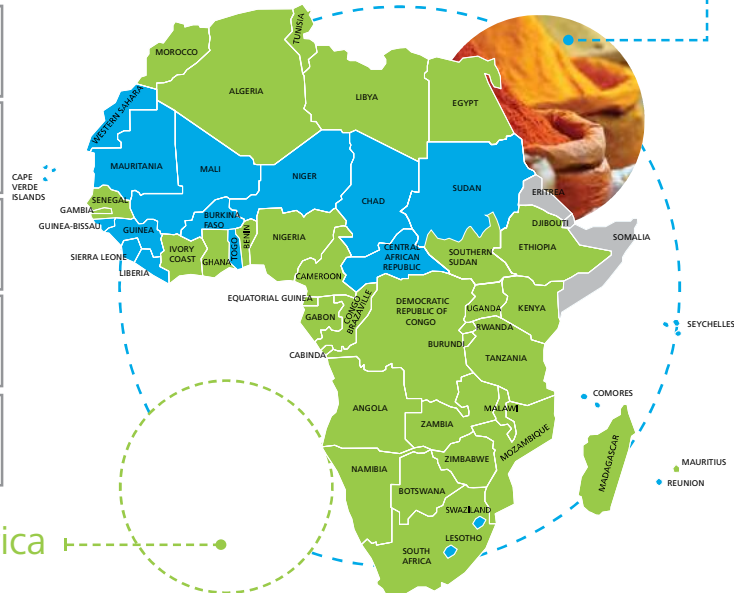 TUNISIA
MOROCCO
ALGERIA
LIBYA
EGYPT
WESTERN SAHARA
MAURITANIA
MALI
NIGER
CHAD
SUDAN
ERITREA
CAPE
VERDE
ISLANDS
SENEGAL
GAMBIA
GUINEA-BISSAU
GUINEA
BURKINA
FASO
BENIN
TOGO
NIGERIA
DJIBOUTI
SOMALIA
ETHIOPIA
SIERRA LEONE
LIBERIA
IVORY
COAST
GHANA
CENTRAL
AFRICAN
REPUBLIC
SOUTHERN
SUDAN
CAMEROON
EQUATORIAL GUINEA
GABON
CONGO
BRAZAVILLE
DEMOCRATIC
REPUBLIC OF
CONGO
UGANDA
KENYA
RWANDA
BURUNDI
SEYCHELLES
CABINDA
TANZANIA
COMORES
ANGOLA
MALAWI
ZAMBIA
MOZAMBIQUE
MADAGASCAR
ZIMBABWE
MAURITIUS
REUNION
NAMIBIA
BOTSWANA
SWAZILAND
LESOTHO
SOUTH
AFRICA
ica